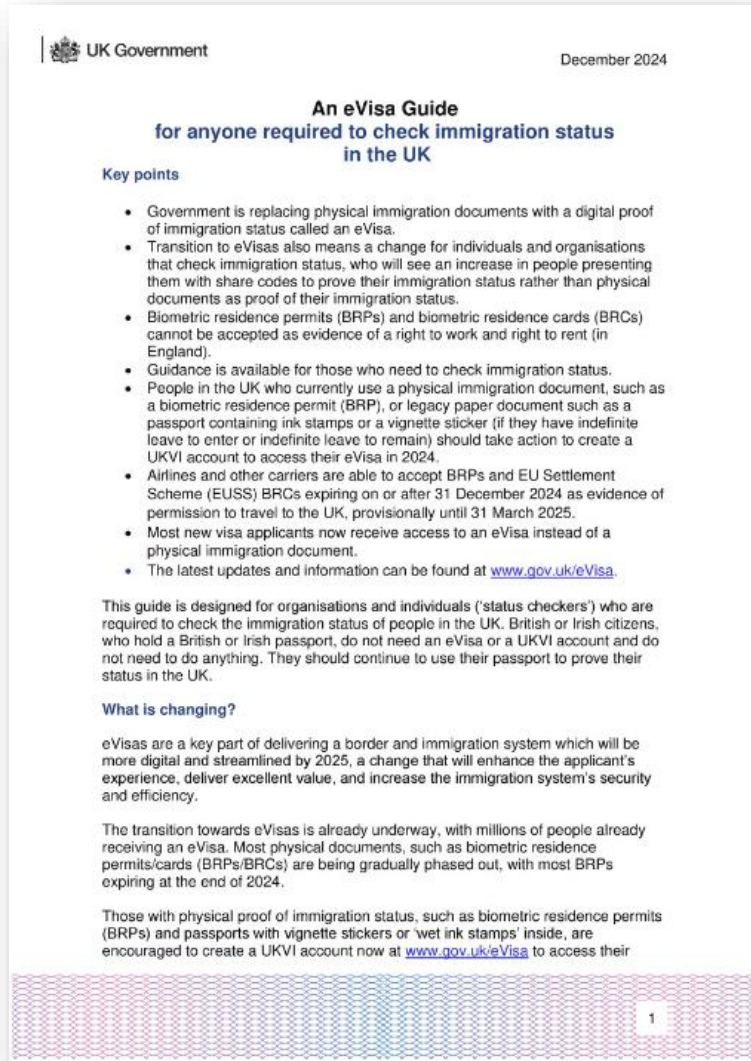 UK Government
December 2024
An eVisa Guide
for anyone required to check immigration status
in the UK
Key points
• Government is replacing physical immigration documents with a digital proof
of immigration status called an eVisa.
• Transition to eVisas also means a change for individuals and organisations
that check immigration status, who will see an increase in people presenting
them with share codes to prove their immigration status rather than physical
documents as proof of their immigration status.
• Biometric residence permits (BRPs) and biometric residence cards (BRCs)
cannot be accepted as evidence of a right to work and right to rent (in
England).
• Guidance is available for those who need to check immigration status.
• People in the UK who currently use a physical immigration document, such as
a biometric residence permit (BRP), or legacy paper document such as a
passport containing ink stamps or a vignette sticker (if they have indefinite
leave to enter or indefinite leave to remain) should take action to create a
UKVI account to access their eVisa in 2024.
• Airlines and other carriers are able to accept BRPs and EU Settlement
Scheme (EUSS) BRCs expiring on or after 31 December 2024 as evidence of
permission to travel to the UK, provisionally until 31 March 2025.
• Most new visa applicants now receive access to an eVisa instead of a
physical immigration document.
• The latest updates and information can be found at www.gov.uk/eVisa.
This guide is designed for organisations and individuals (‘status checkers’) who are
required to check the immigration status of people in the UK. British or Irish citizens,
who hold a British or Irish passport, do not need an eVisa or a UKVI account and do
not need to do anything. They should continue to use their passport to prove their
status in the UK.
What is changing?
eVisas are a key part of delivering a border and immigration system which will be
more digital and streamlined by 2025, a change that will enhance the applicant’s
experience, deliver excellent value, and increase the immigration system’s security
and efficiency.
The transition towards eVisas is already underway, with millions of people already
receiving an eVisa. Most physical documents, such as biometric residence
permits/cards (BRPs/BRCs) are being gradually phased out, with most BRPs
expiring at the end of 2024.
Those with physical proof of immigration status, such as biometric residence permits
(BRPs) and passports with vignette stickers or ‘wet ink stamps’ inside, are
encouraged to create a UKVI account now at www.gov.uk/eVisa to access their
1